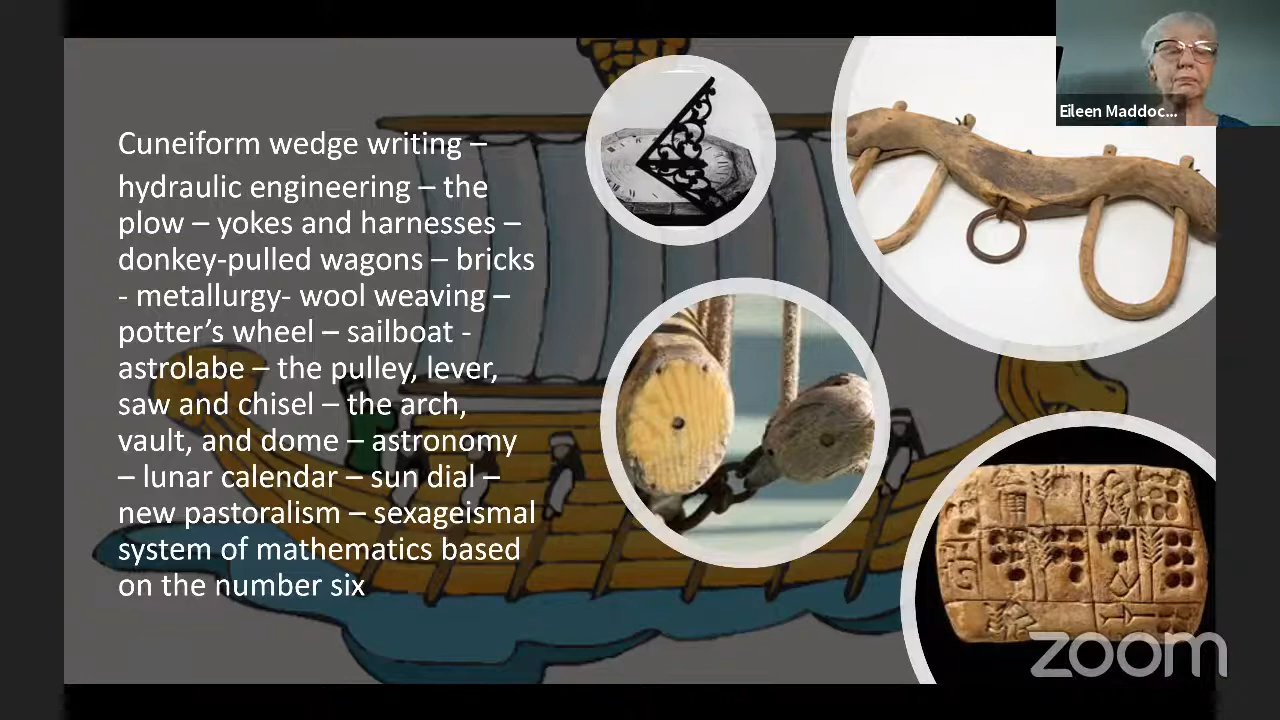 Cuneiform wedge writing –
hydraulic engineering – the
plow – yokes and harnesses –
donkey-pulled wagons – bricks
- metallurgy- wool weaving –
potter’s wheel – sailboat -
astrolabe – the pulley, lever,
saw and chisel – the arch,
vault, and dome – astronomy
– lunar calendar – sun dial –
new pastoralism – sexageismal
system of mathematics based
on the number six
Eileen Maddoc...
zoom